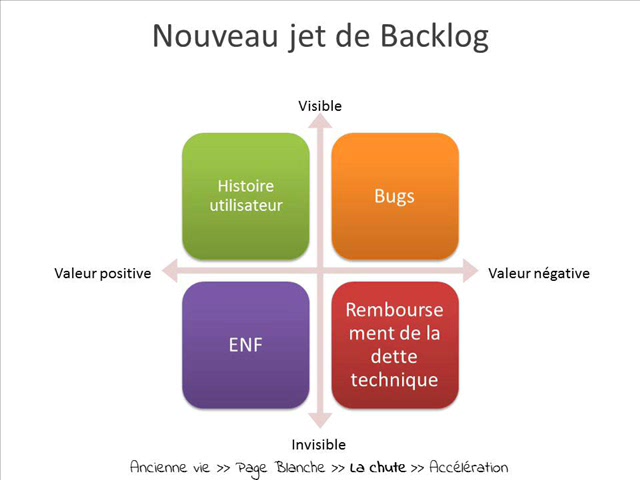 Nouveau jet de Backlog
Visible
Histoire
utilisateur
Bugs
Valeur positive
Valeur négative
ENF
Rembourse
ment de la
dette
technique
Invisible
Ancienne vie >> Page Blanche >> La chute >> Accélération